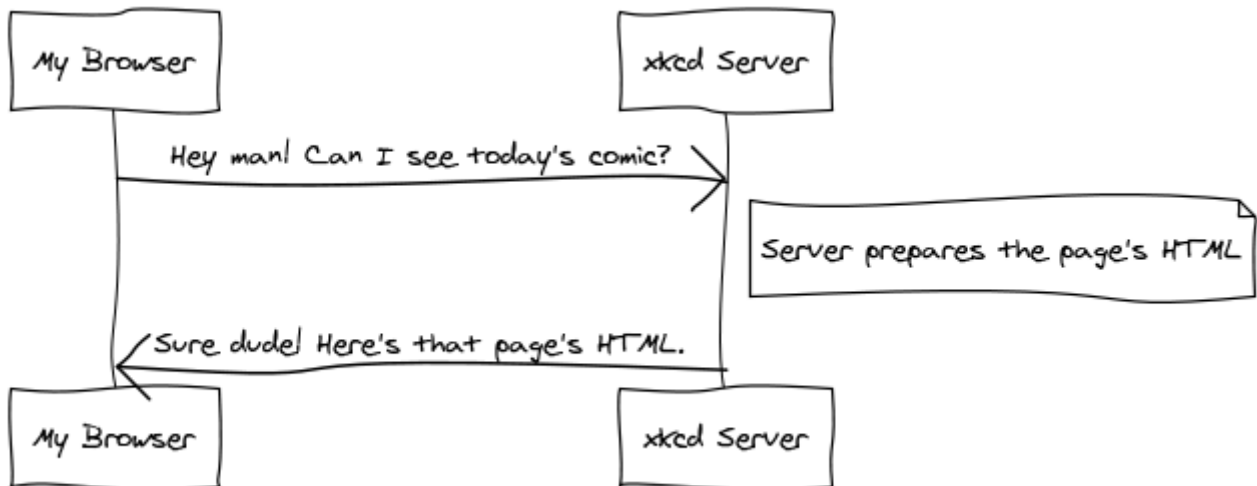 My Browser
xkcd Server
Hey man! Can I see today's comic?
Server prepares the page's HTML
Sure dude! Here's that page's HTML.
My Browser
xkcd Server